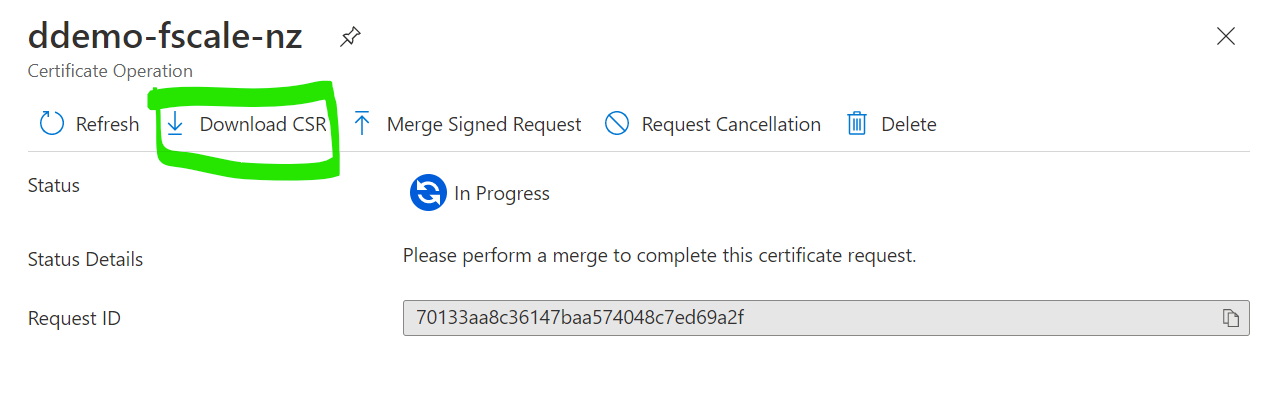 ddemo-fscale-nz
Certificate Operation
Refresh Download CSR Merge Signed Request Request Cancellation Delete
Status In Progress
Status Details Please perform a merge to complete this certificate request.
Request ID 70133aa8c36147baa574048c7ed69a2f